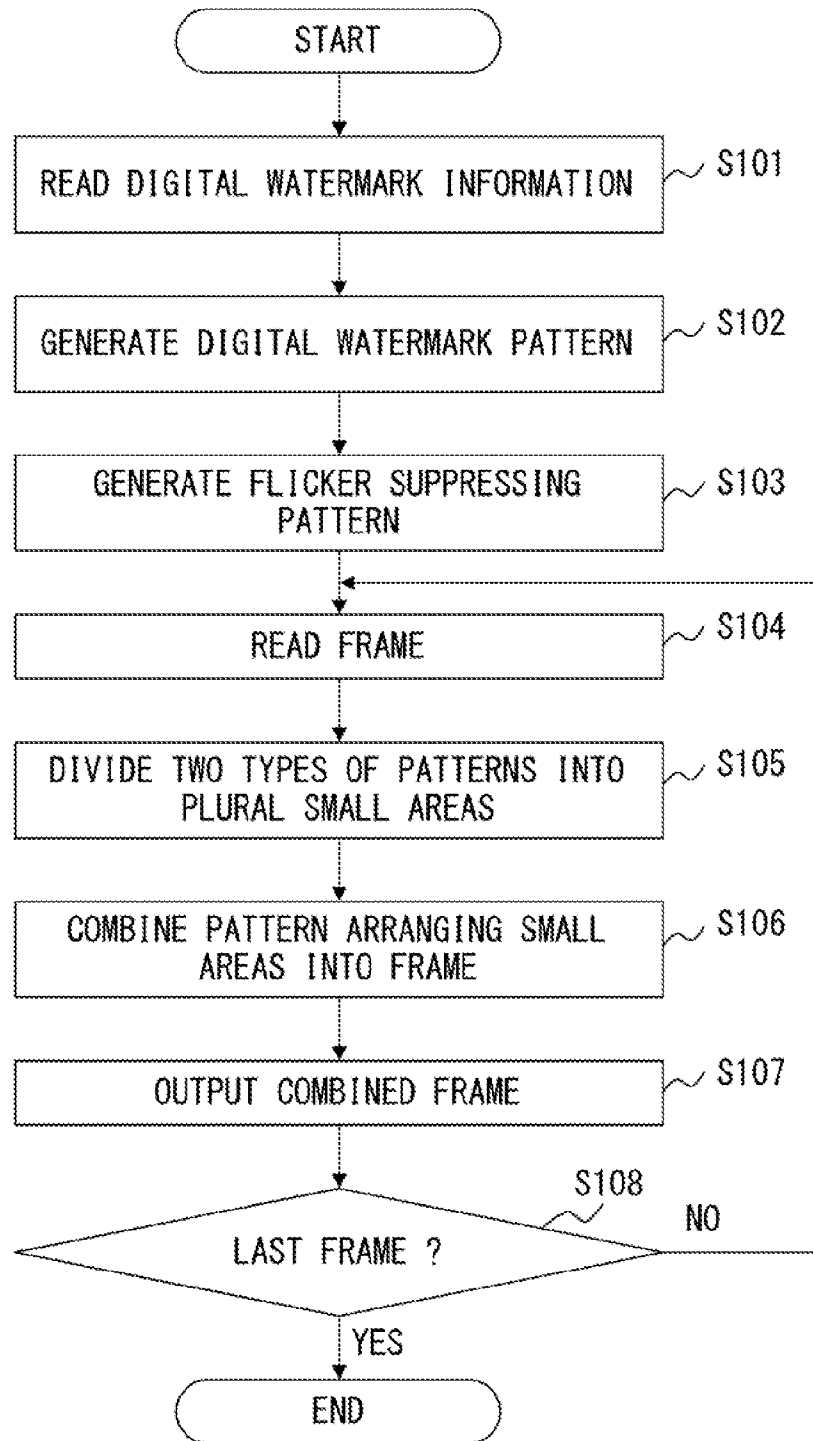 START
READ DIGITAL WATERMARK INFORMATION
S101
GENERATE DIGITAL WATERMARK PATTERN
S102
GENERATE FLICKER SUPPRESSING
PATTERN
S103
READ FRAME
S104
DIVIDE TWO TYPES OF PATTERNS INTO
PLURAL SMALL AREAS
S105
COMBINE PATTERN ARRANGING SMALL
AREAS INTO FRAME
S106
OUTPUT COMBINED FRAME
S107
S108
LAST FRAME ?
NO
YES
END